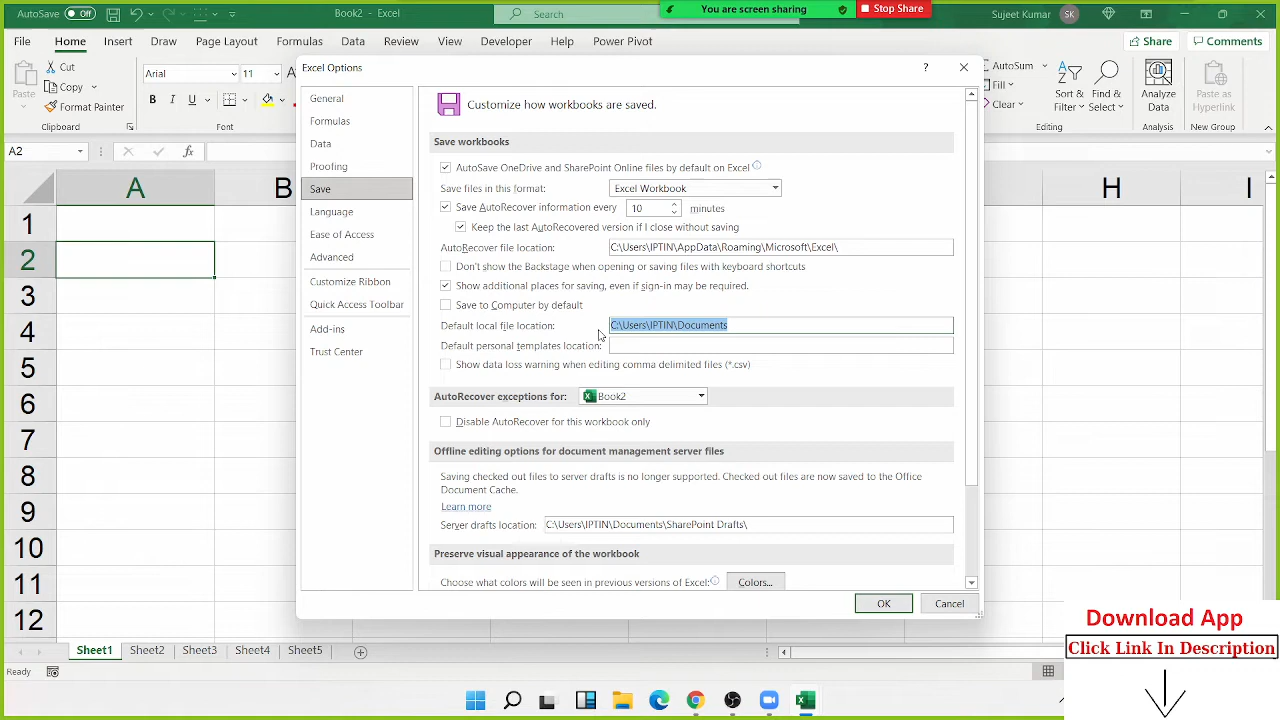 AutoSave Off Book2 - Excel Search You are screen sharing Stop Share Sujeet Kumar SK
File Home Insert Draw Page Layout Formulas Data Review View Developer Help Power Pivot Share Comments
Paste Cut Copy Format Painter
Clipboard
Arial 11 A
B I U
Font
AutoSum Fill Clear
Sort & Filter Find & Select
Editing
Analyze Data
Analysis
Paste as Hyperlink
New Group
A2 fx
A B H I
1
2
3
4
5
6
7
8
9
10
11
12
Excel Options ?
General
Formulas
Data
Proofing
Save
Language
Ease of Access
Advanced
Customize Ribbon
Quick Access Toolbar
Add-ins
Trust Center
Customize how workbooks are saved.
Save workbooks
AutoSave OneDrive and SharePoint Online files by default on Excel
Save files in this format: Excel Workbook
Save AutoRecover information every 10 minutes
Keep the last AutoRecovered version if I close without saving
AutoRecover file location: C:\Users\IPTIN\AppData\Roaming\Microsoft\Excel\
Don't show the Backstage when opening or saving files with keyboard shortcuts
Show additional places for saving, even if sign-in may be required.
Save to Computer by default
Default local file location: C:\Users\IPTIN\Documents
Default personal templates location:
Show data loss warning when editing comma delimited files (*.csv)
AutoRecover exceptions for: Book2
Disable AutoRecover for this workbook only
Offline editing options for document management server files
Saving checked out files to server drafts is no longer supported. Checked out files are now saved to the Office
Document Cache.
Learn more
Server drafts location: C:\Users\IPTIN\Documents\SharePoint Drafts\
Preserve visual appearance of the workbook
Choose what colors will be seen in previous versions of Excel: Colors...
OK Cancel
Sheet1 Sheet2 Sheet3 Sheet4 Sheet5
Ready
Download App
Click Link In Description